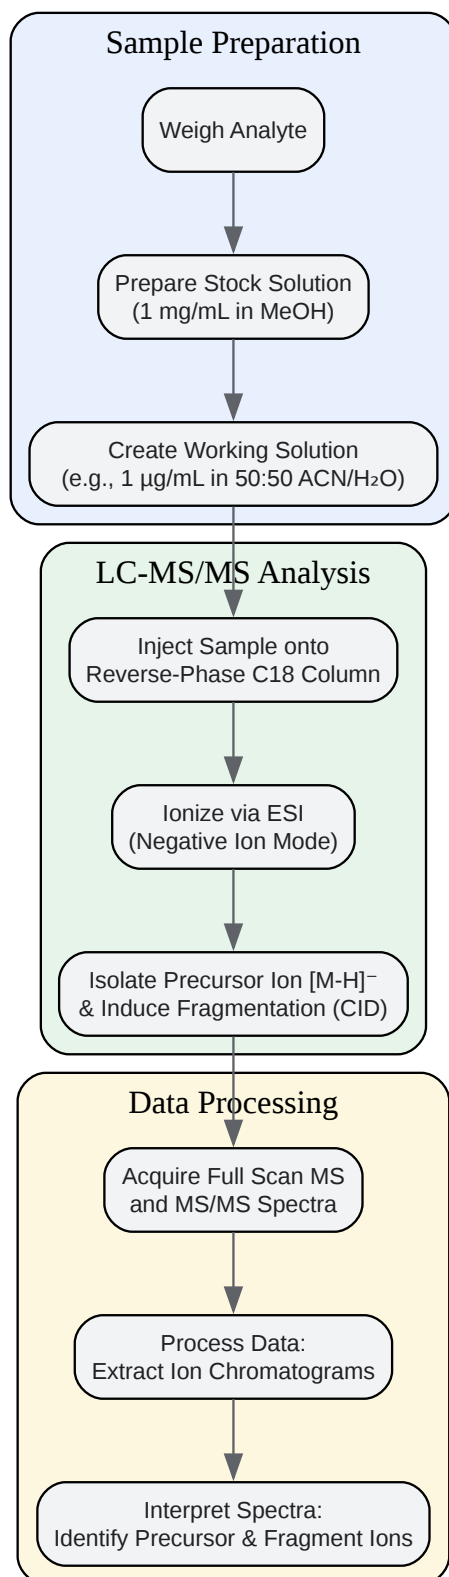 Sample Preparation
Weigh Analyte
Prepare Stock Solution
(1 mg/mL in MeOH)
Create Working Solution
(e.g., 1 µg/mL in 50:50 ACN/H₂O)
LC-MS/MS Analysis
Inject Sample onto
Reverse-Phase C18 Column
Ionize via ESI
(Negative Ion Mode)
Isolate Precursor Ion [M-H]⁻
& Induce Fragmentation (CID)
Data Processing
Acquire Full Scan MS
and MS/MS Spectra
Process Data:
Extract Ion Chromatograms
Interpret Spectra:
Identify Precursor & Fragment Ions